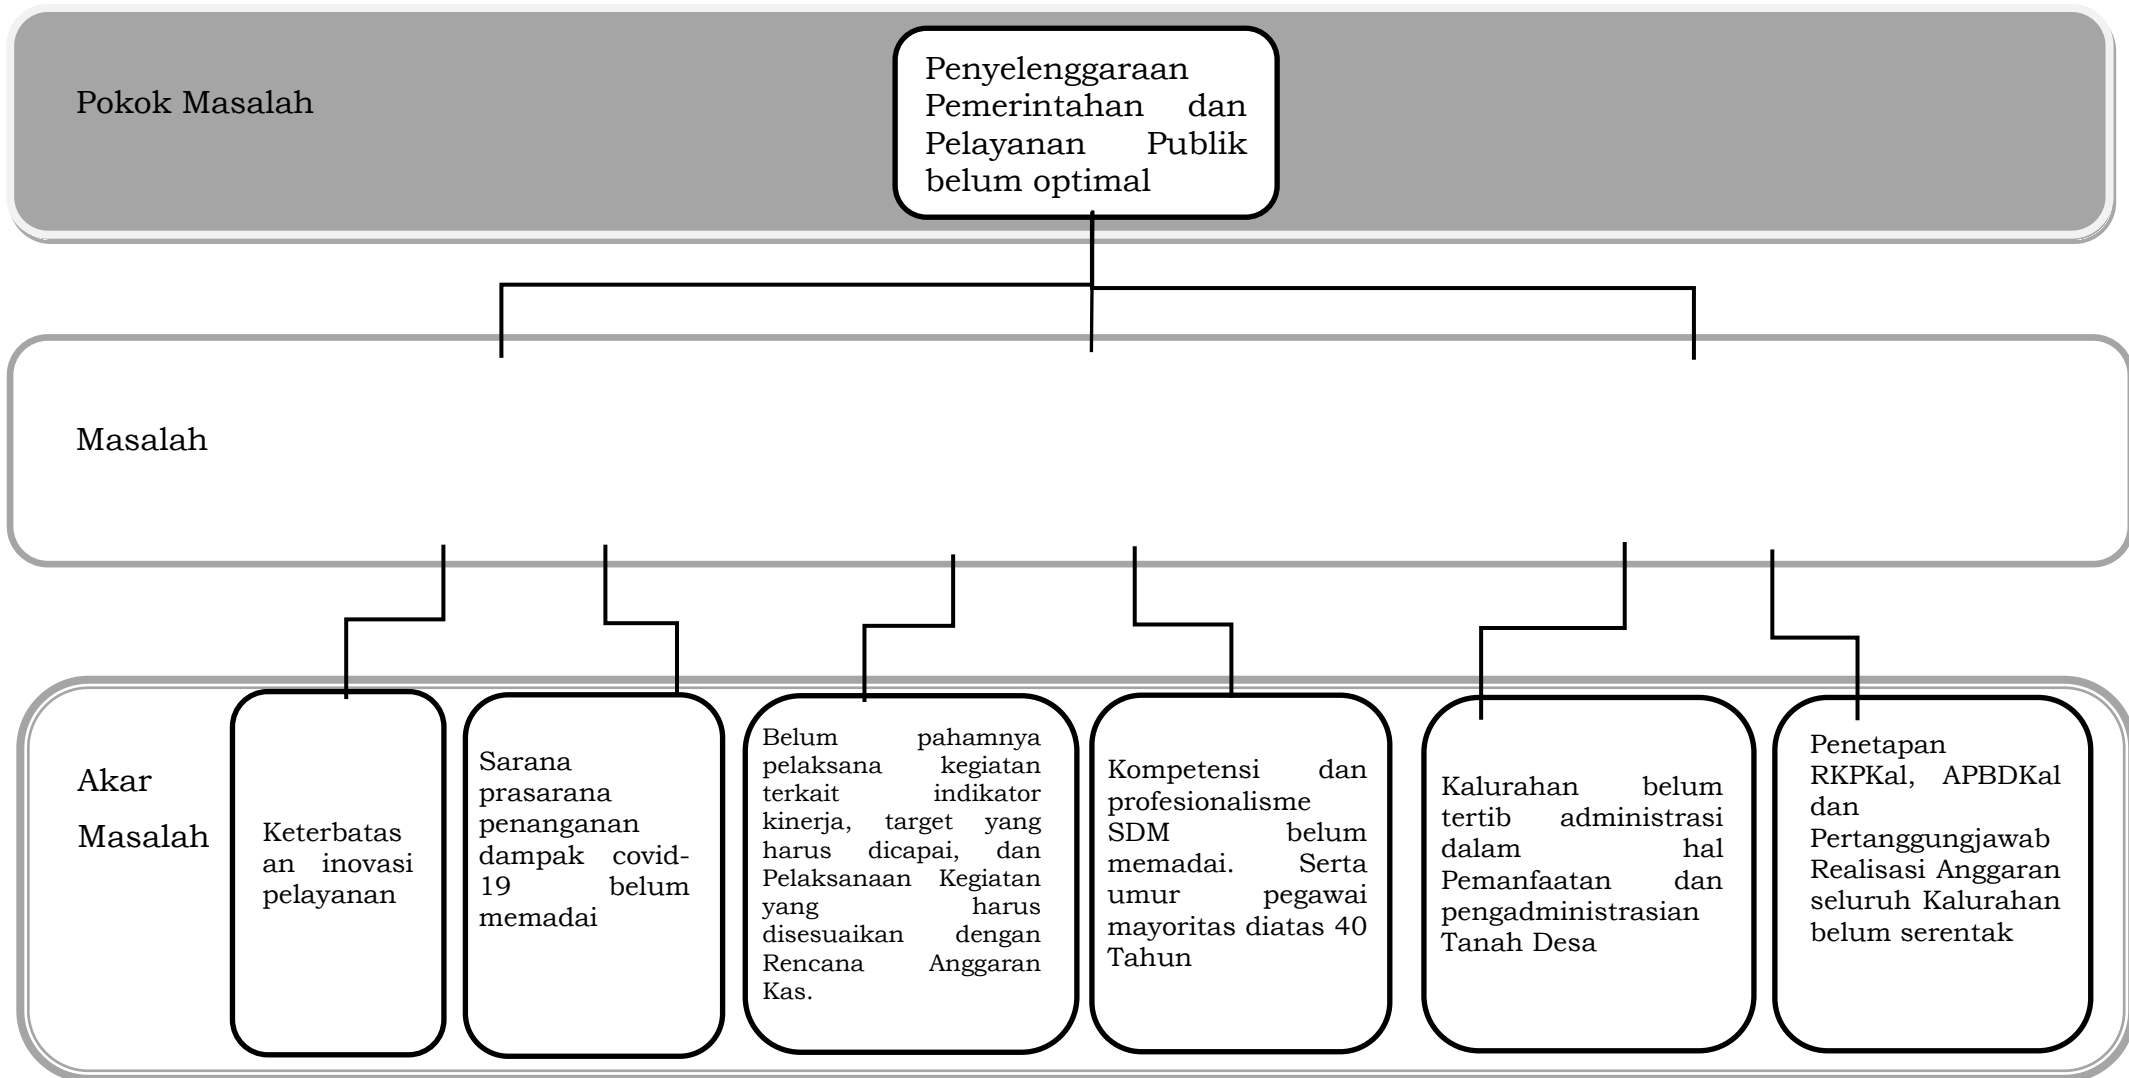 Pokok Masalah
Penyelenggaraan
Pemerintahan dan
Pelayanan Publik
belum optimal
Masalah
Akar
Masalah
Keterbatas
an inovasi
pelayanan
Sarana
prasarana
penanganan
dampak covid-
19 belum
memadai
Belum pahamnya
pelaksana kegiatan
terkait indikator
kinerja, target yang
harus dicapai, dan
Pelaksanaan Kegiatan
yang harus
disesuaikan dengan
Rencana Anggaran
Kas.
Kompetensi dan
profesionalisme
SDM belum
memadai. Serta
umur pegawai
mayoritas diatas 40
Tahun
Kalurahan belum
tertib administrasi
dalam hal
Pemanfaatan dan
pengadministrasian
Tanah Desa
Penetapan
RKPKal, APBDKal
dan
Pertanggungjawab
Realisasi Anggaran
seluruh Kalurahan
belum serentak